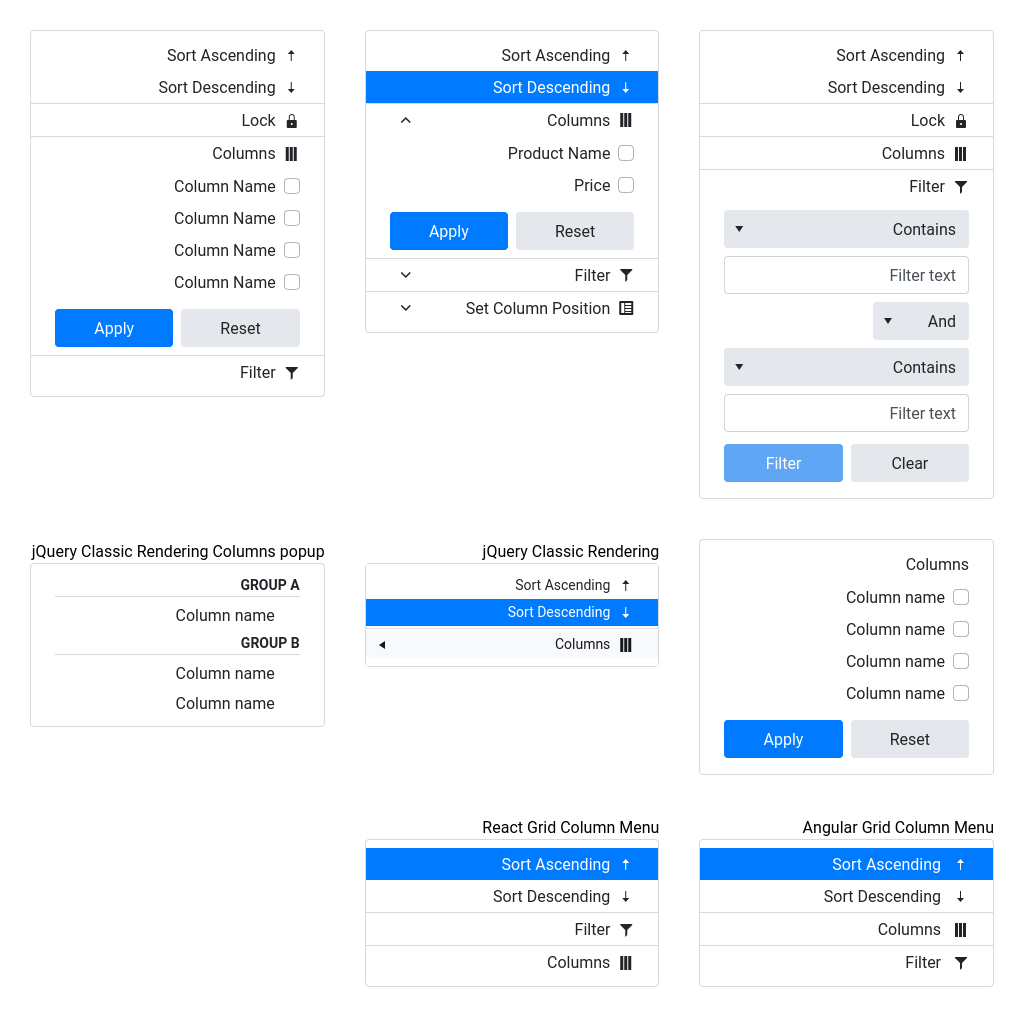 Sort Ascending
Sort Descending
Lock
Columns
Column Name
Column Name
Column Name
Column Name
Apply
Reset
Filter
Sort Ascending
Sort Descending
Columns
Product Name
Price
Apply
Reset
Filter
Set Column Position
Sort Ascending
Sort Descending
Lock
Columns
Filter
Contains
Filter text
And
Contains
Filter text
Filter
Clear
jQuery Classic Rendering Columns popup
GROUP A
Column name
GROUP B
Column name
Column name
jQuery Classic Rendering
Sort Ascending
Sort Descending
Columns
Columns
Column name
Column name
Column name
Column name
Apply
Reset
React Grid Column Menu
Sort Ascending
Sort Descending
Filter
Columns
Angular Grid Column Menu
Sort Ascending
Sort Descending
Columns
Filter